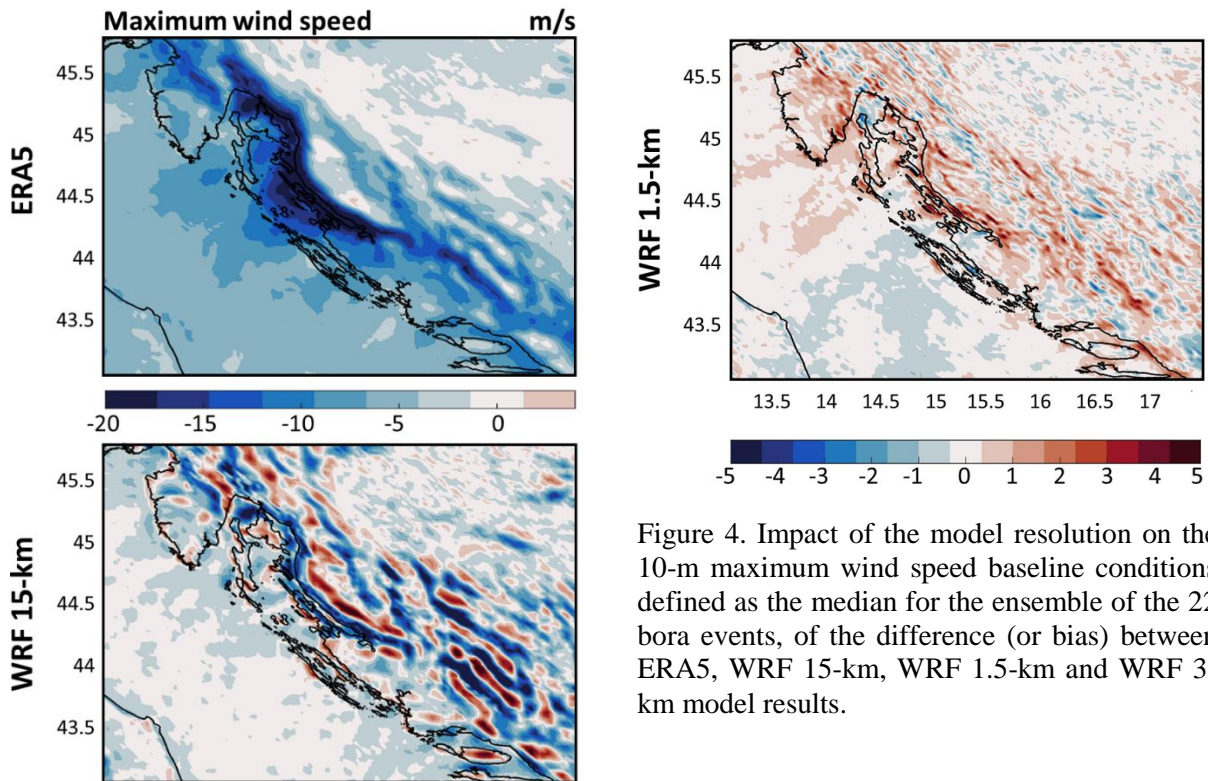 Maximum wind speed m/s
ERA5
45.5
45
44.5
44
43.5
-20 -15 -10 -5 0
WRF 15-km
45.5
45
44.5
44
43.5
WRF 1.5-km
45.5
45
44.5
44
43.5
13.5 14 14.5 15 15.5 16 16.5 17
-5 -4 -3 -2 -1 0 1 2 3 4 5
Figure 4. Impact of the model resolution on the
10-m maximum wind speed baseline conditions
defined as the median for the ensemble of the 22
bora events, of the difference (or bias) between
ERA5, WRF 15-km, WRF 1.5-km and WRF 3-
km model results.